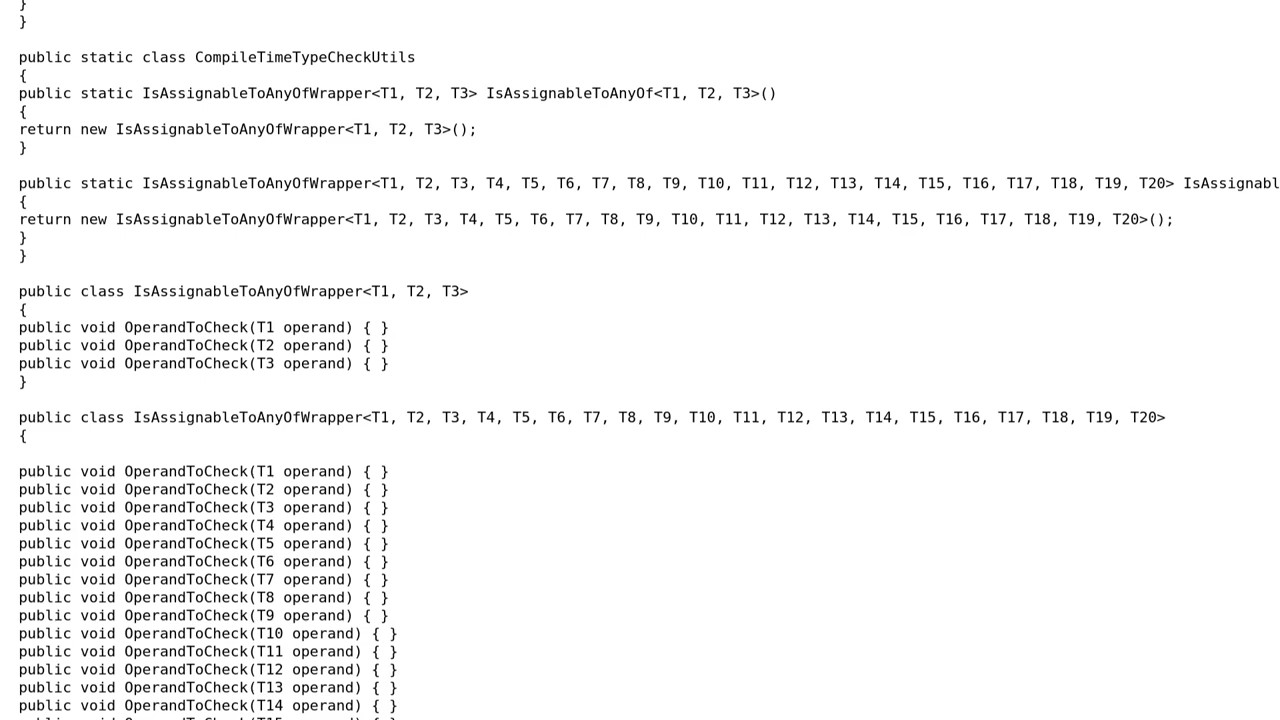 }
}
public static class CompileTimeTypeCheckUtils
{
public static IsAssignableToAnyOfWrapper<T1, T2, T3> IsAssignableToAnyOf<T1, T2, T3>()
{
return new IsAssignableToAnyOfWrapper<T1, T2, T3>();
}
public static IsAssignableToAnyOfWrapper<T1, T2, T3, T4, T5, T6, T7, T8, T9, T10, T11, T12, T13, T14, T15, T16, T17, T18, T19, T20> IsAssignabl
{
return new IsAssignableToAnyOfWrapper<T1, T2, T3, T4, T5, T6, T7, T8, T9, T10, T11, T12, T13, T14, T15, T16, T17, T18, T19, T20>();
}
}
public class IsAssignableToAnyOfWrapper<T1, T2, T3>
{
public void OperandToCheck(T1 operand) { }
public void OperandToCheck(T2 operand) { }
public void OperandToCheck(T3 operand) { }
}
public class IsAssignableToAnyOfWrapper<T1, T2, T3, T4, T5, T6, T7, T8, T9, T10, T11, T12, T13, T14, T15, T16, T17, T18, T19, T20>
{
public void OperandToCheck(T1 operand) { }
public void OperandToCheck(T2 operand) { }
public void OperandToCheck(T3 operand) { }
public void OperandToCheck(T4 operand) { }
public void OperandToCheck(T5 operand) { }
public void OperandToCheck(T6 operand) { }
public void OperandToCheck(T7 operand) { }
public void OperandToCheck(T8 operand) { }
public void OperandToCheck(T9 operand) { }
public void OperandToCheck(T10 operand) { }
public void OperandToCheck(T11 operand) { }
public void OperandToCheck(T12 operand) { }
public void OperandToCheck(T13 operand) { }
public void OperandToCheck(T14 operand) { }